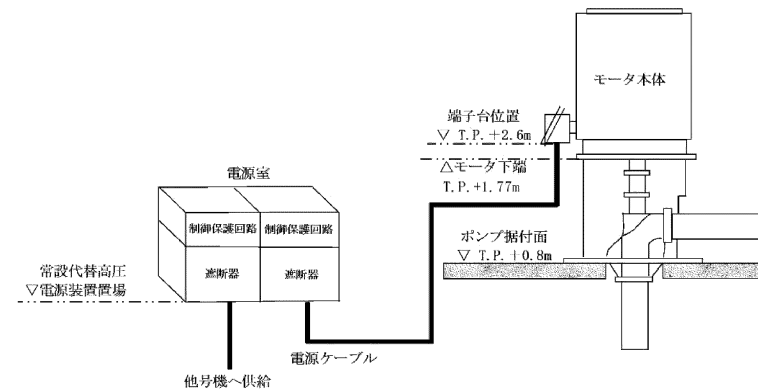 モータ本体
端子台位置
▽ T.P.+2.6m
△モータ下端
T.P.+1.77m
電源室
制御保護回路
制御保護回路
ポンプ据付面
▽ T.P.+0.8m
遮断器
遮断器
常設代替高圧
▽電源装置置場
電源ケーブル
他号機へ供給